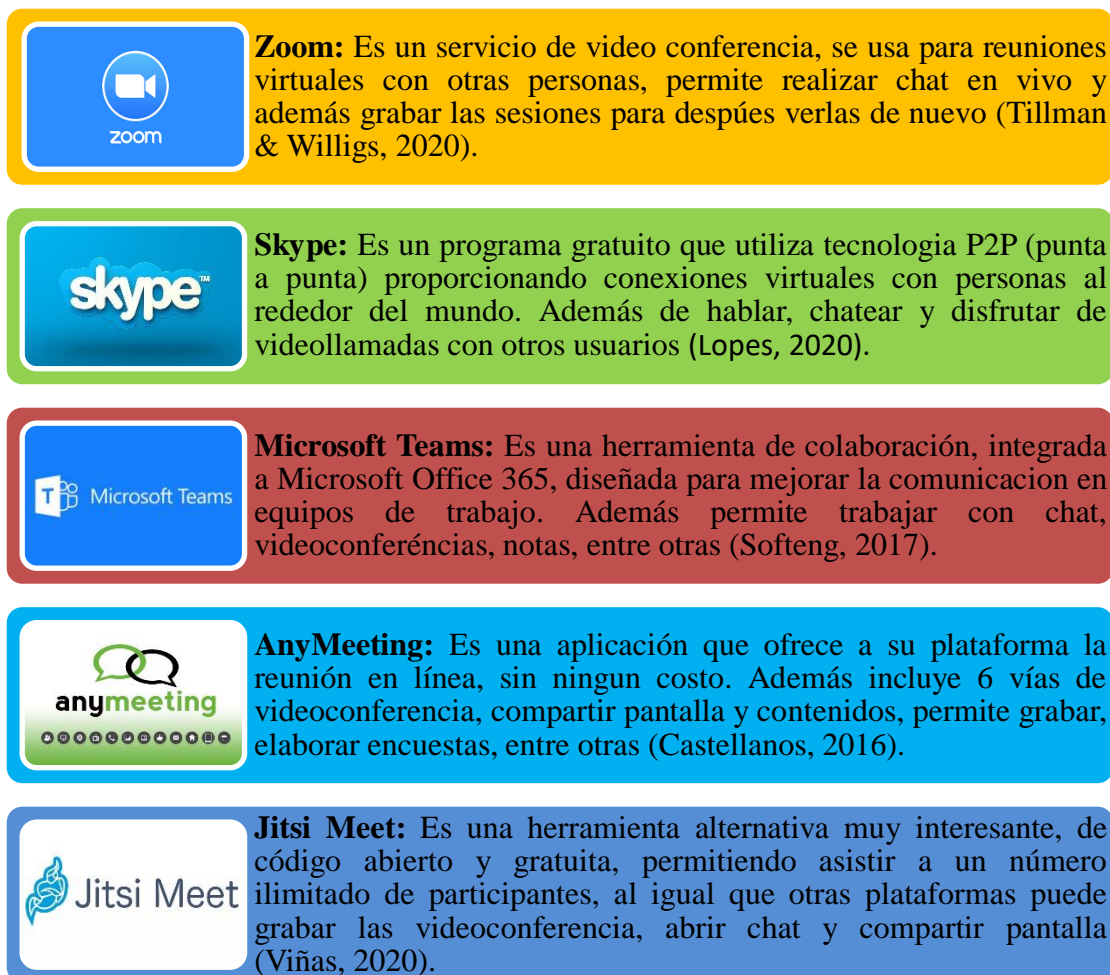 zoom
Zoom: Es un servicio de video conferencia, se usa para reuniones
virtuales con otras personas, permite realizar chat en vivo y
además grabar las sesiones para despúes verlas de nuevo (Tillman
& Willigs, 2020).
skype™
Skype: Es un programa gratuito que utiliza tecnologia P2P (punta
a punta) proporcionando conexiones virtuales con personas al
rededor del mundo. Además de hablar, chatear y disfrutar de
videollamadas con otros usuarios (Lopes, 2020).
T Microsoft Teams
Microsoft Teams: Es una herramienta de colaboración, integrada
a Microsoft Office 365, diseñada para mejorar la comunicacion en
equipos de trabajo. Además permite trabajar con chat,
videoconferéncias, notas, entre otras (Softeng, 2017).
anymeeting
AnyMeeting: Es una aplicación que ofrece a su plataforma la
reunión en línea, sin ningun costo. Además incluye 6 vías de
videoconferencia, compartir pantalla y contenidos, permite grabar,
elaborar encuestas, entre otras (Castellanos, 2016).
Jitsi Meet
Jitsi Meet: Es una herramienta alternativa muy interesante, de
código abierto y gratuita, permitiendo asistir a un número
ilimitado de participantes, al igual que otras plataformas puede
grabar las videoconferencia, abrir chat y compartir pantalla
(Viñas, 2020).